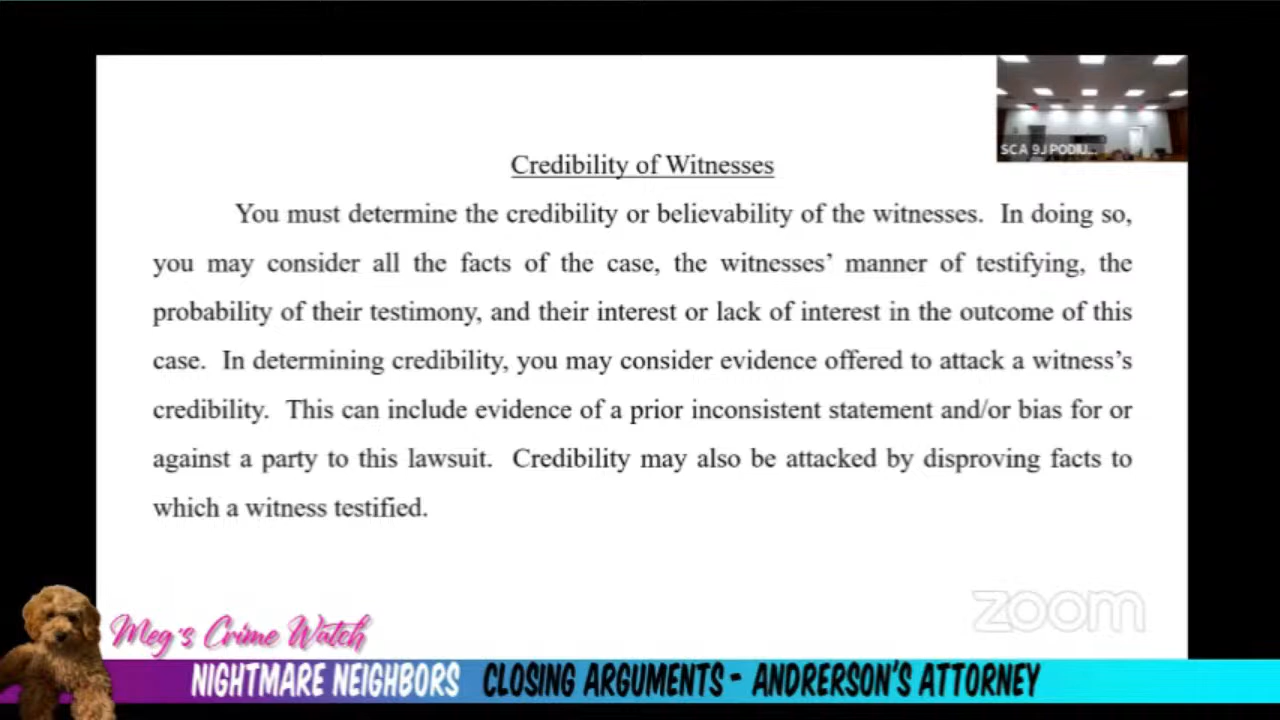 SCA 9J PODIU...
Credibility of Witnesses
You must determine the credibility or believability of the witnesses. In doing so,
you may consider all the facts of the case, the witnesses' manner of testifying, the
probability of their testimony, and their interest or lack of interest in the outcome of this
case. In determining credibility, you may consider evidence offered to attack a witness's
credibility. This can include evidence of a prior inconsistent statement and/or bias for or
against a party to this lawsuit. Credibility may also be attacked by disproving facts to
which a witness testified.
zoom
Meg's Crime Watch
NIGHTMARE NEIGHBORS CLOSING ARGUMENTS - ANDRERSON'S ATTORNEY